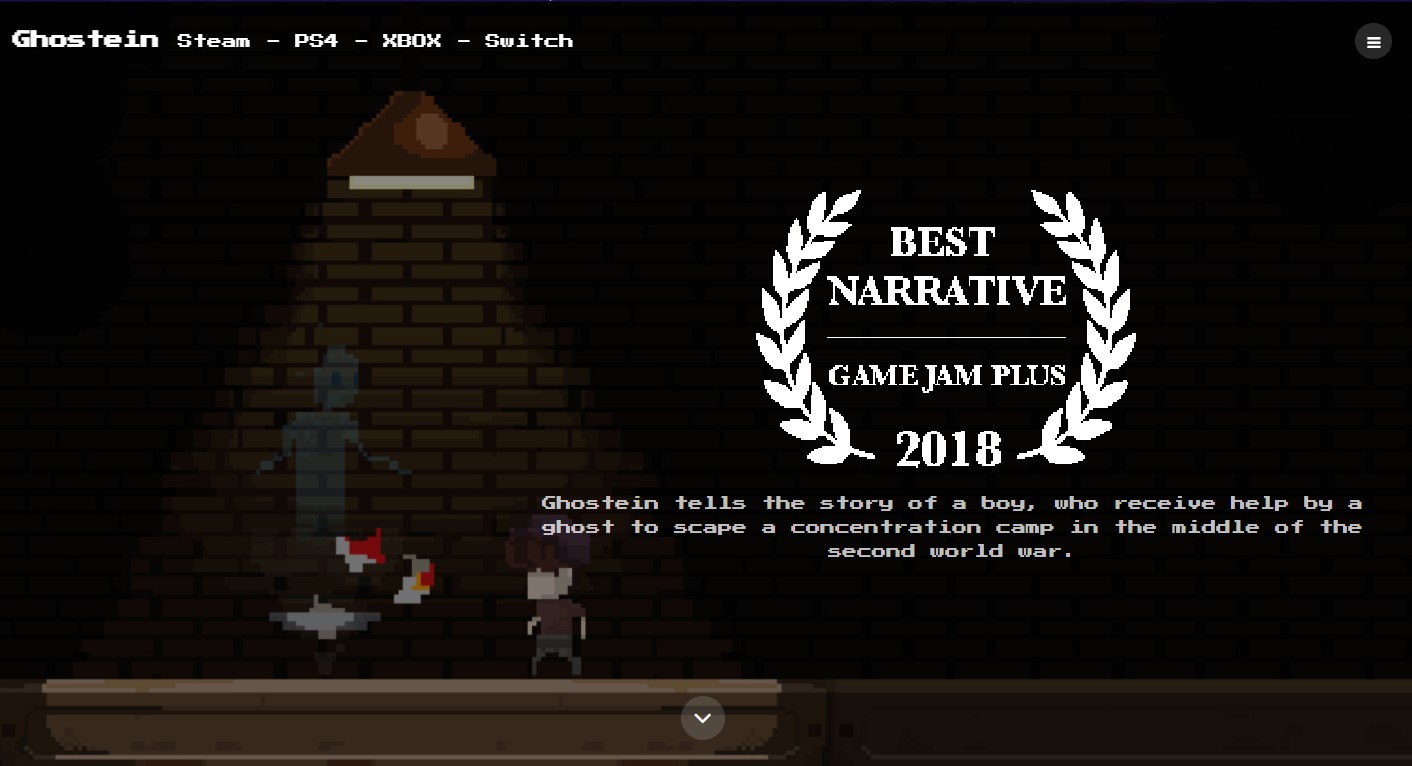 Ghostein Steam - PS4 - XBOX - Switch
BEST
NARRATIVE
GAME JAM PLUS
2018
Ghostein tells the story of a boy, who receive help by a
ghost to scape a concentration camp in the middle of the
second world war.